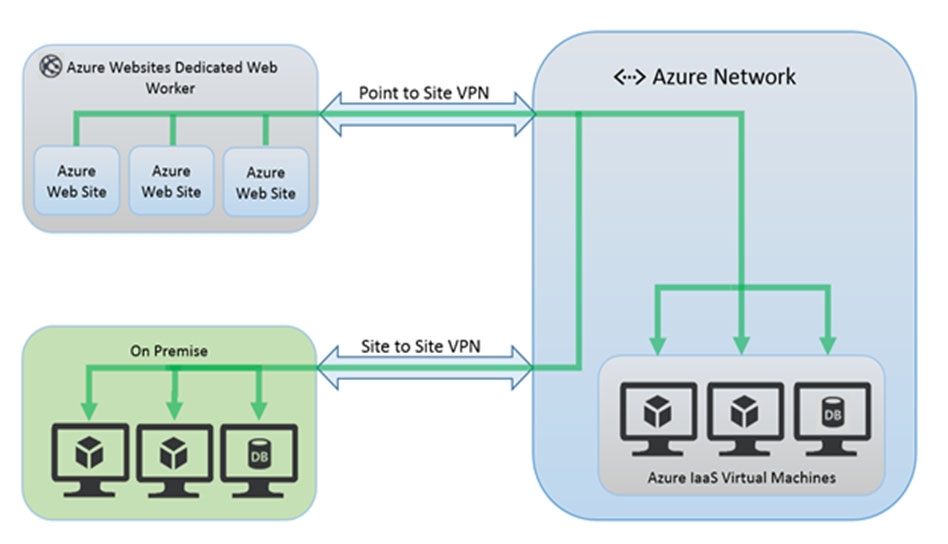 Azure Websites Dedicated Web
Worker
Azure
Web Site
Azure
Web Site
Azure
Web Site
Point to Site VPN
Azure Network
On Premise
DB
Site to Site VPN
DB
Azure IaaS Virtual Machines